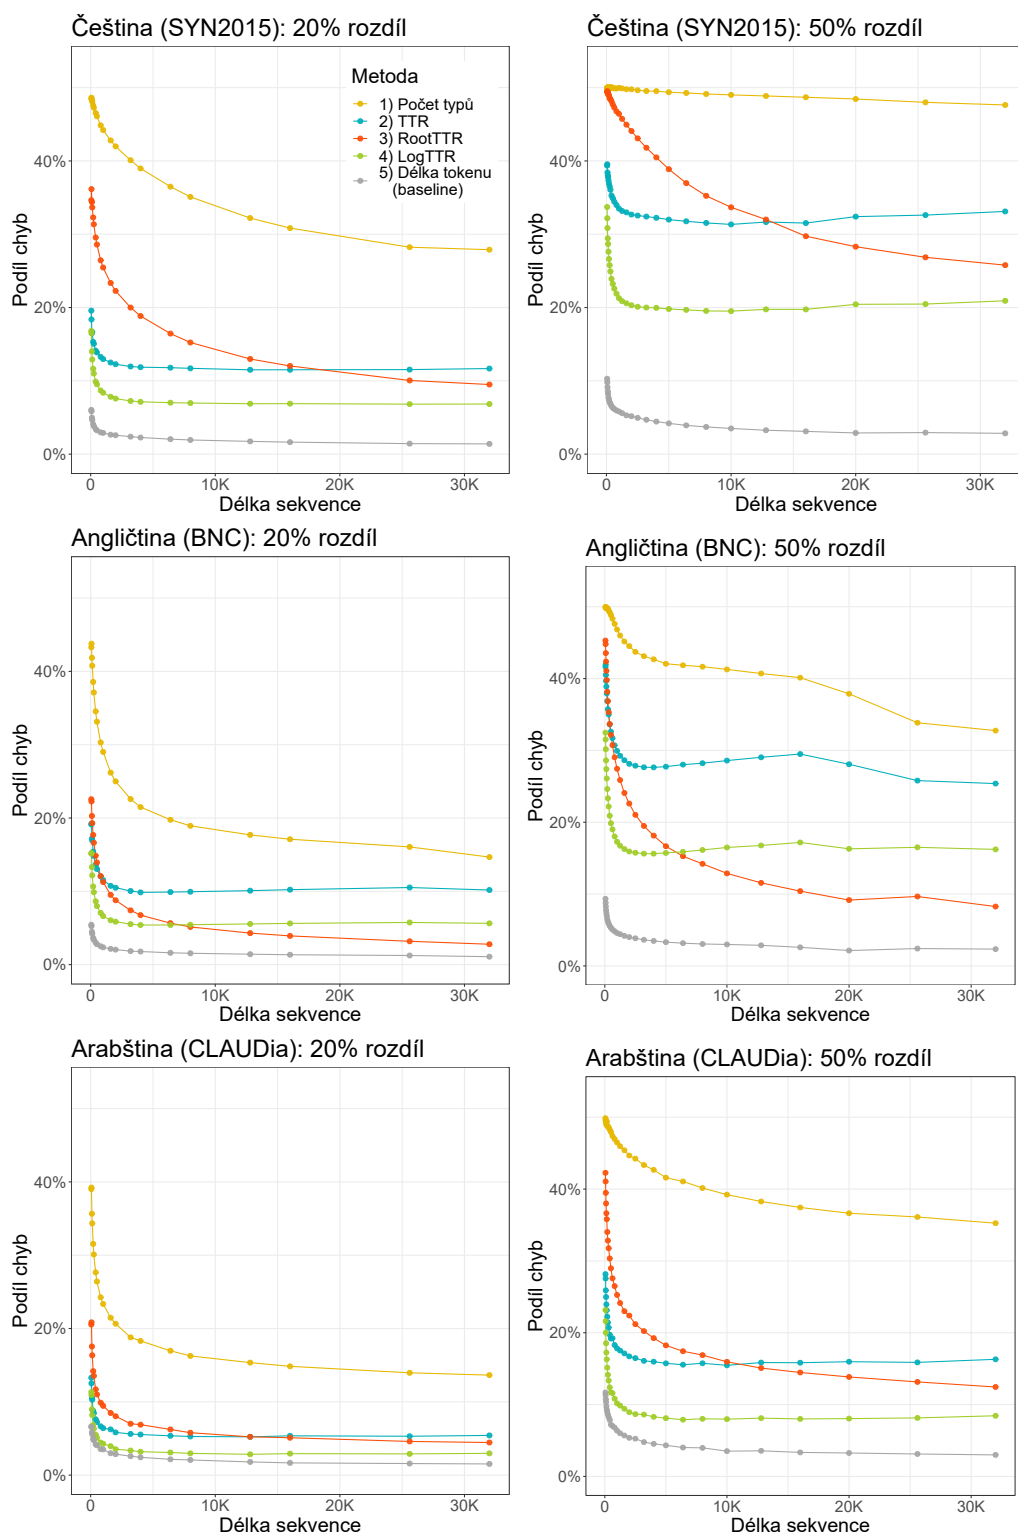 Čeština (SYN2015): 20% rozdíl
Metoda
1) Počet typů
2) TTR
3) RootTTR
4) LogTTR
5) Délka tokenu
(baseline)
40%
20%
0%
Podíl chyb
0
10K
20K
30K
Délka sekvence
Čeština (SYN2015): 50% rozdíl
40%
20%
0%
Podíl chyb
0
10K
20K
30K
Délka sekvence
Angličtina (BNC): 20% rozdíl
40%
20%
0%
Podíl chyb
0
10K
20K
30K
Délka sekvence
Angličtina (BNC): 50% rozdíl
40%
20%
0%
Podíl chyb
0
10K
20K
30K
Délka sekvence
Arabština (CLAUDia): 20% rozdíl
40%
20%
0%
Podíl chyb
0
10K
20K
30K
Délka sekvence
Arabština (CLAUDia): 50% rozdíl
40%
20%
0%
Podíl chyb
0
10K
20K
30K
Délka sekvence